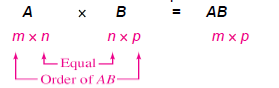 A x B = AB
m × n n × p m × p
Equal
Order of AB